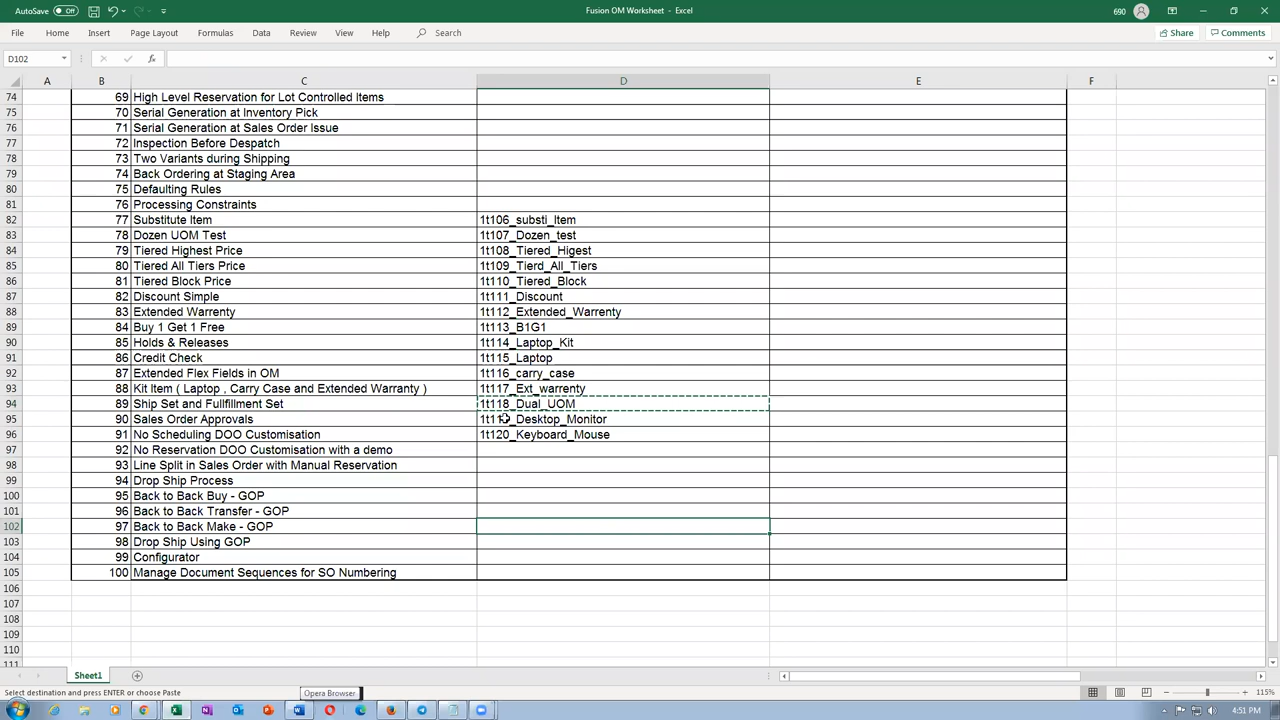 AutoSave Off
Fusion OM Worksheet - Excel
690
File Home Insert Page Layout Formulas Data Review View Help Search Share Comments
D102 fx
A B C D E F
74 69 High Level Reservation for Lot Controlled Items
75 70 Serial Generation at Inventory Pick
76 71 Serial Generation at Sales Order Issue
77 72 Inspection Before Despatch
78 73 Two Variants during Shipping
79 74 Back Ordering at Staging Area
80 75 Defaulting Rules
81 76 Processing Constraints
82 77 Substitute Item 1t106_substi_Item
83 78 Dozen UOM Test 1t107_Dozen_test
84 79 Tiered Highest Price 1t108_Tiered_Higest
85 80 Tiered All Tiers Price 1t109_Tierd_All_Tiers
86 81 Tiered Block Price 1t110_Tiered_Block
87 82 Discount Simple 1t111_Discount
88 83 Extended Warrenty 1t112_Extended_Warrenty
89 84 Buy 1 Get 1 Free 1t113_B1G1
90 85 Holds & Releases 1t114_Laptop_Kit
91 86 Credit Check 1t115_Laptop
92 87 Extended Flex Fields in OM 1t116_carry_case
93 88 Kit Item ( Laptop , Carry Case and Extended Warranty ) 1t117_Ext_warrenty
94 89 Ship Set and Fullfillment Set 1t118_Dual_UOM
95 90 Sales Order Approvals 1t119_Desktop_Monitor
96 91 No Scheduling DOO Customisation 1t120_Keyboard_Mouse
97 92 No Reservation DOO Customisation with a demo
98 93 Line Split in Sales Order with Manual Reservation
99 94 Drop Ship Process
100 95 Back to Back Buy - GOP
101 96 Back to Back Transfer - GOP
102 97 Back to Back Make - GOP
103 98 Drop Ship Using GOP
104 99 Configurator
105 100 Manage Document Sequences for SO Numbering
106
107
108
109
110
111
Sheet1
Select destination and press ENTER or choose Paste
Opera Browser
115%
4:51 PM